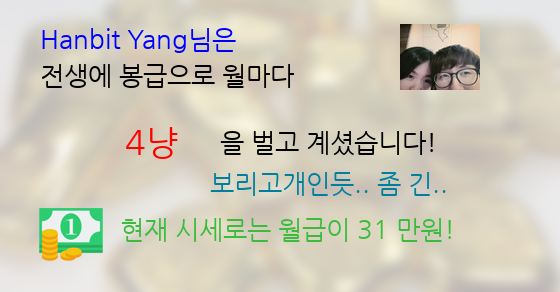 Hanbit Yang님은
전생에 봉급으로 월마다
4냥 을 벌고 계셨습니다!
보리고개인듯.. 좀 긴..
1 현재 시세로는 월급이 31 만원!